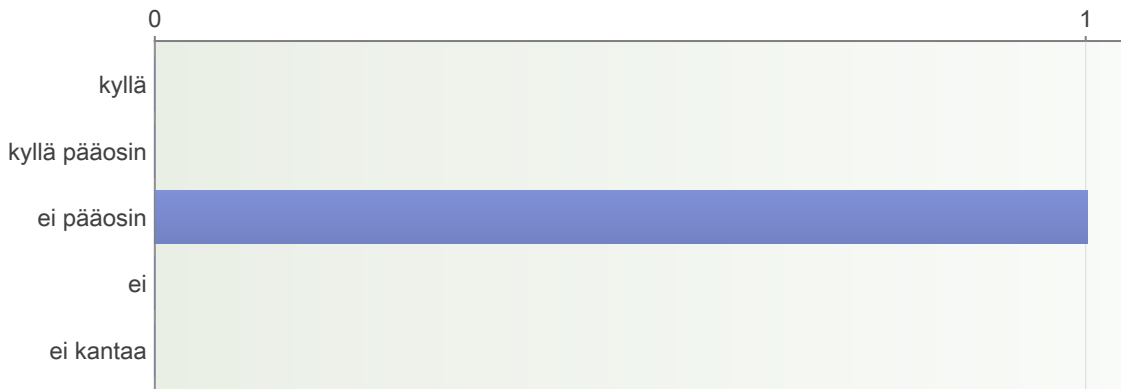 0 1
kyllä
kyllä pääosin
ei pääosin
ei
ei kantaa